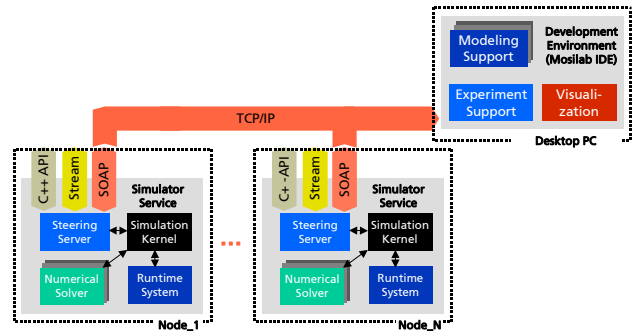 Modeling
Support
Development
Environment
(Mosilab IDE)
Experiment
Support
Visuali-
zation
Desktop PC
TCP/IP
C++ API
Stream
SOAP
Simulator
Service
Steering
Server
Simulation
Kernel
Numerical
Solver
Runtime
System
Node_1
...
C+ -API
Stream
SOAP
Simulator
Service
Steering
Server
Simulation
Kernel
Numerical
Solver
Runtime
System
Node_N